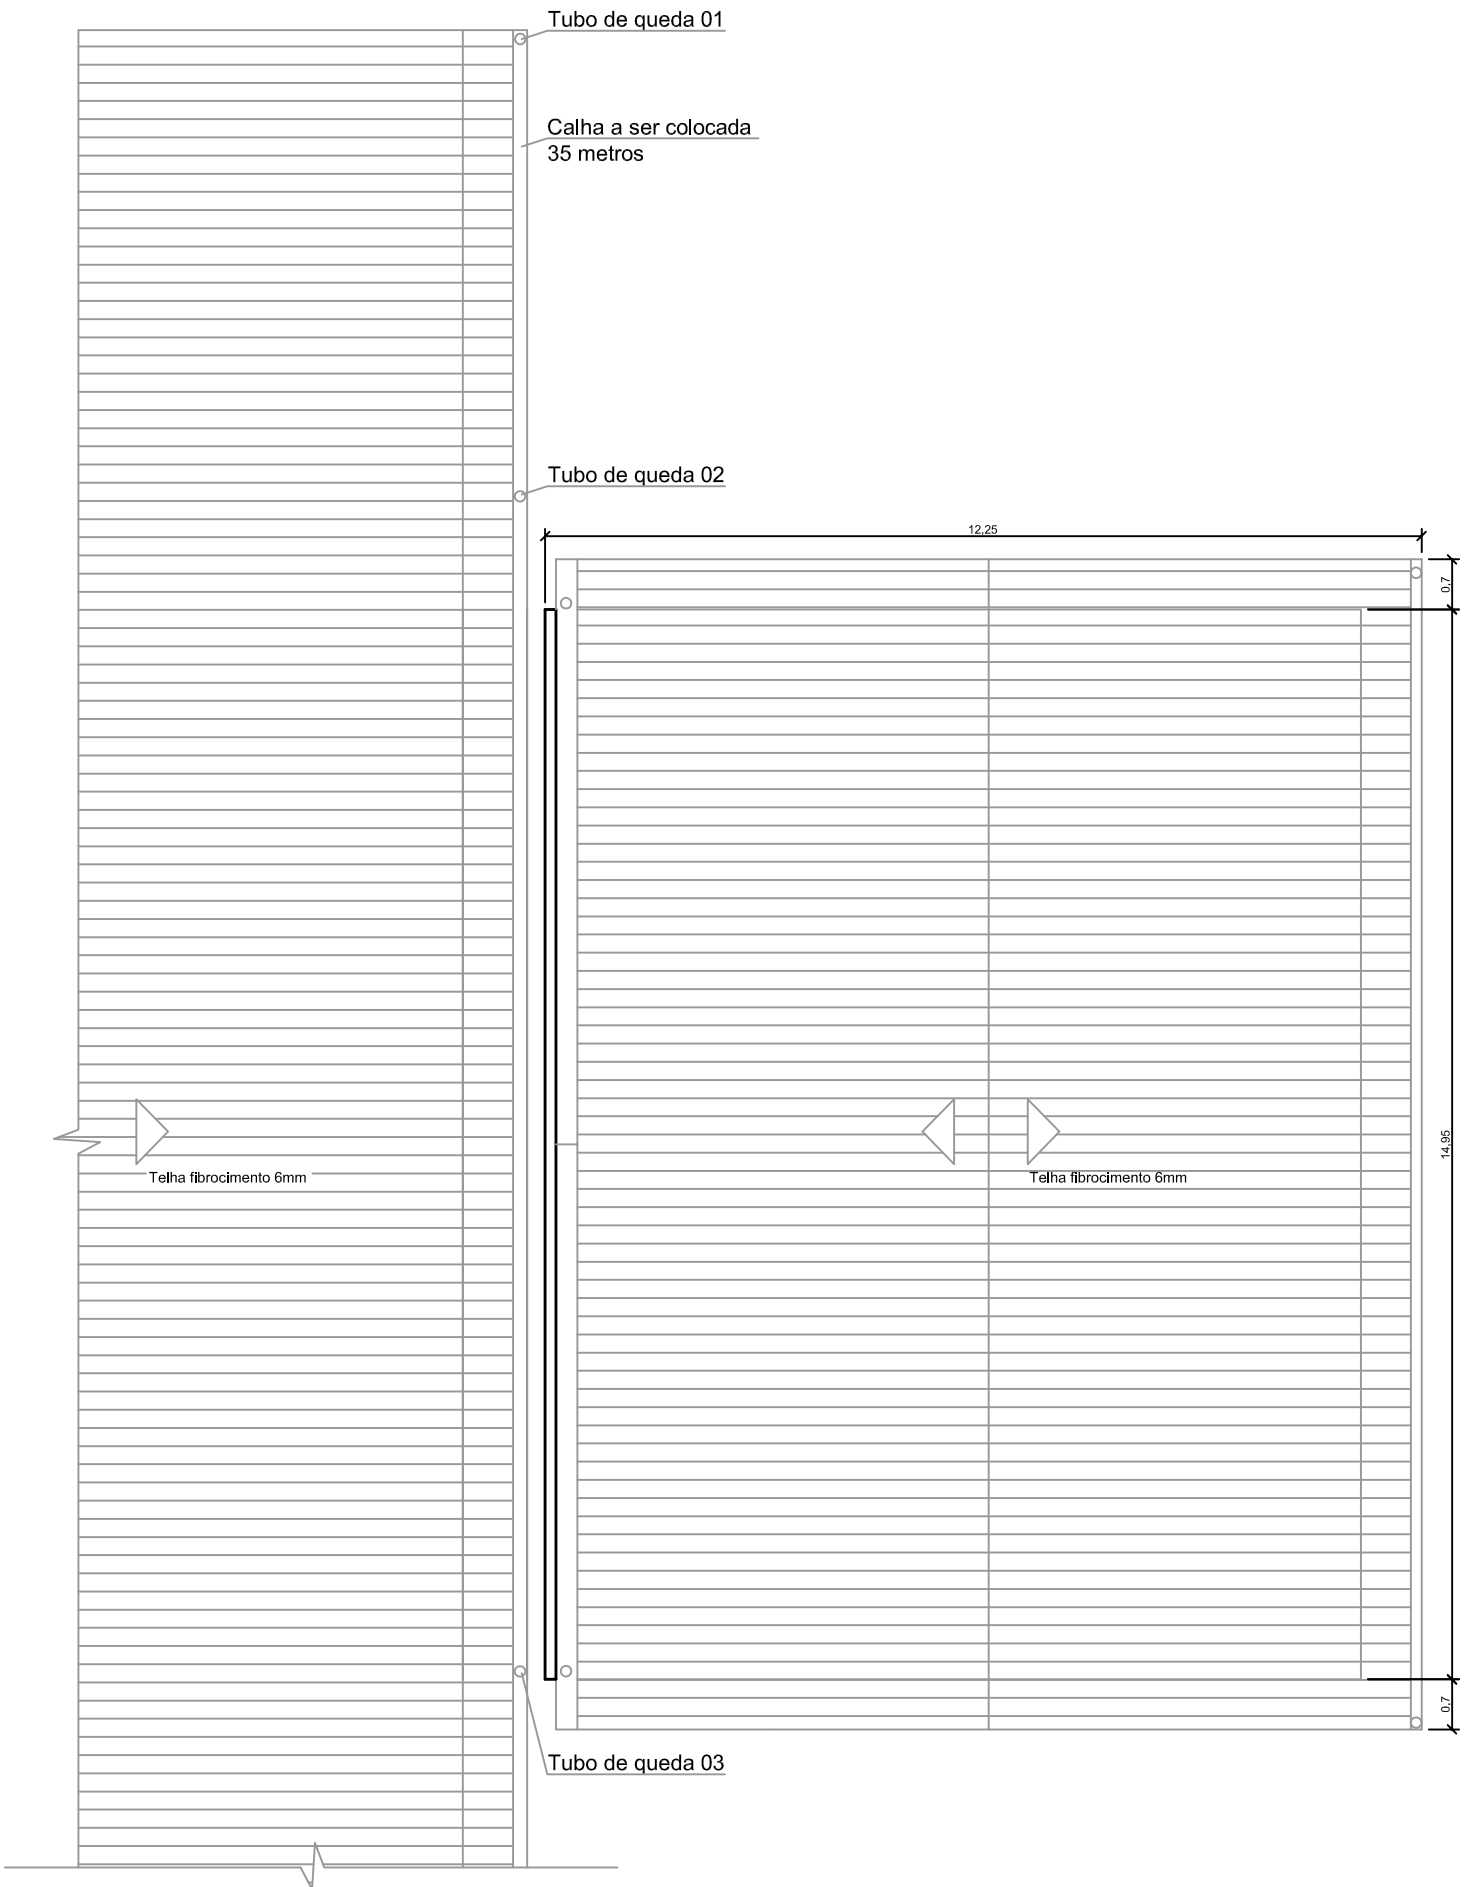 Tubo de queda 01
Calha a ser colocada
35 metros
Tubo de queda 02
12,25
0,7
14,95
Telha fibrocimento 6mm
Telha fibrocimento 6mm
0,7
Tubo de queda 03